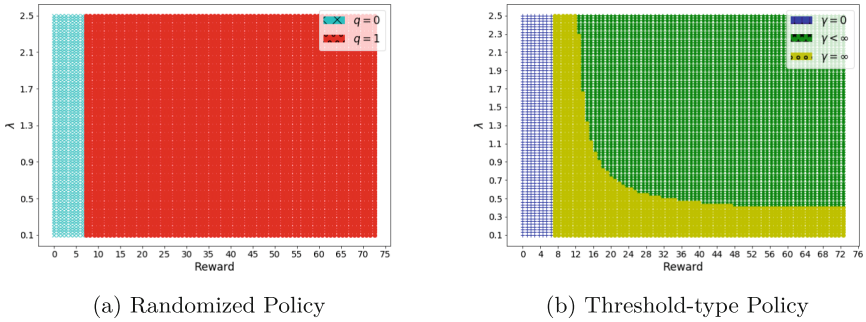 2.5
2.3
2.1
1.9
1.7
1.5
1.3
1.1
0.9
0.7
0.5
0.3
0.1
λ
0 5 10 15 20 25 30 35 40 45 50 55 60 65 70 75
Reward
q = 0
q = 1
(a) Randomized Policy
2.5
2.3
2.1
1.9
1.7
1.5
1.3
1.1
0.9
0.7
0.5
0.3
0.1
λ
0 4 8 12 16 20 24 28 32 36 40 44 48 52 56 60 64 68 72 76
Reward
γ = 0
γ < ∞
γ = ∞
(b) Threshold-type Policy